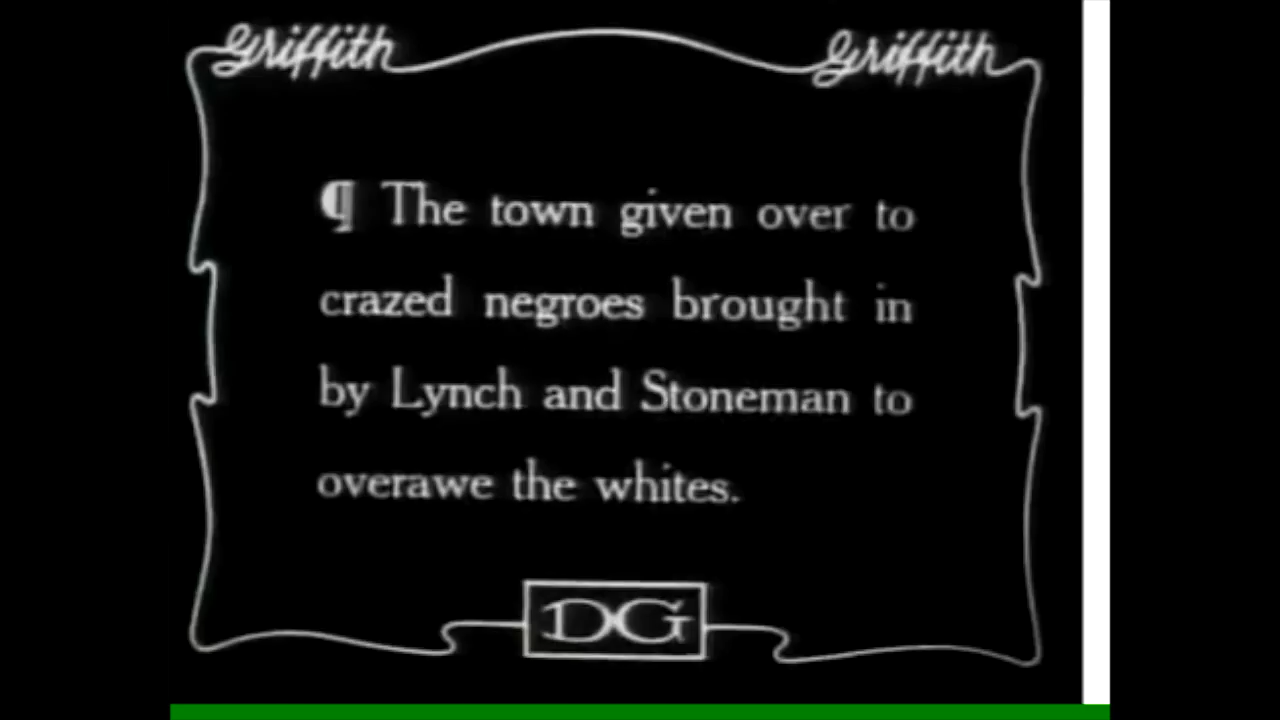 Griffith Griffith
¶ The town given over to
crazed negroes brought in
by Lynch and Stoneman to
overawe the whites.
DG